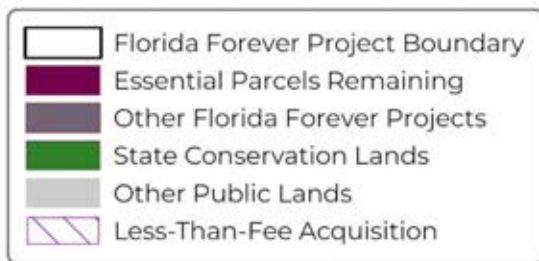 Florida Forever Project Boundary
Essential Parcels Remaining
Other Florida Forever Projects
State Conservation Lands
Other Public Lands
Less-Than-Fee Acquisition